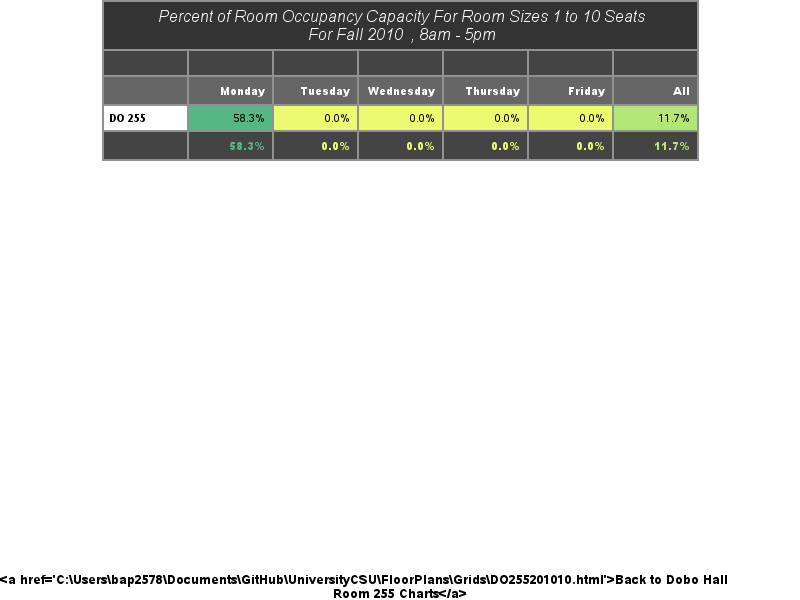 Percent of Room Occupancy Capacity For Room Sizes 1 to 10 Seats
For Fall 2010 , 8am - 5pm
Monday Tuesday Wednesday Thursday Friday All
DO 255 58.3% 0.0% 0.0% 0.0% 0.0% 11.7%
58.3% 0.0% 0.0% 0.0% 0.0% 11.7%
<a href='C:\Users\bap2578\Documents\GitHub\UniversityCSU\FloorPlans\Grids\DO255201010.html'>Back to Dobo Hall
Room 255 Charts</a>